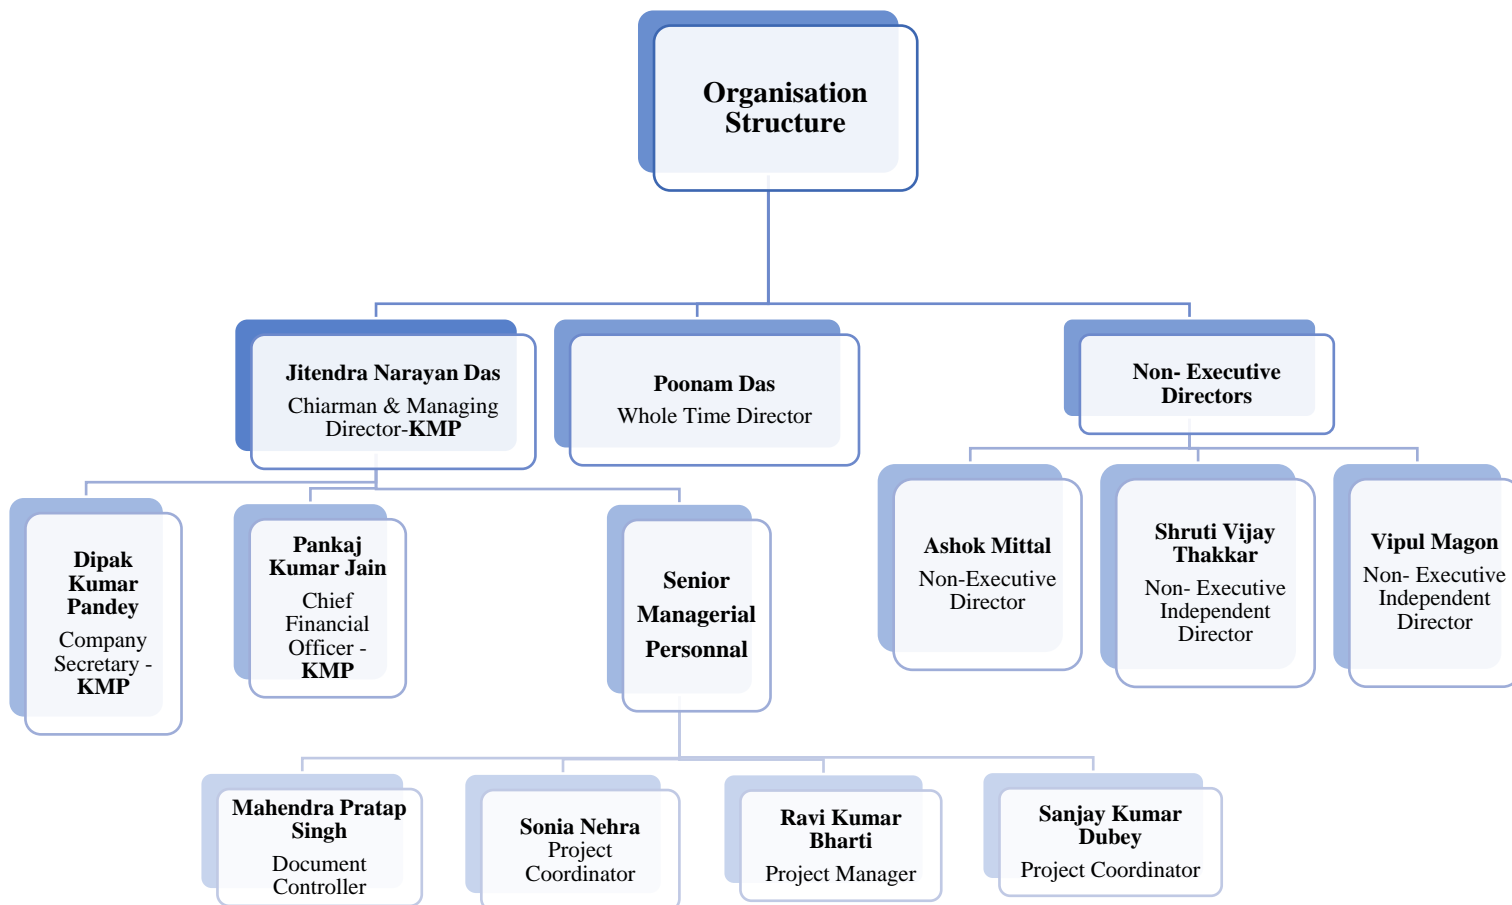 Organisation
Structure
Jitendra Narayan Das
Chiarman & Managing
Director-KMP
Poonam Das
Whole Time Director
Non- Executive
Directors
Dipak
Kumar
Pandey
Company
Secretary -
KMP
Pankaj
Kumar Jain
Chief
Financial
Officer -
KMP
Senior
Managerial
Personnal
Ashok Mittal
Non-Executive
Director
Shruti Vijay
Thakkar
Non- Executive
Independent
Director
Vipul Magon
Non- Executive
Independent
Director
Mahendra Pratap
Singh
Document
Controller
Sonia Nehra
Project
Coordinator
Ravi Kumar
Bharti
Project Manager
Sanjay Kumar
Dubey
Project Coordinator